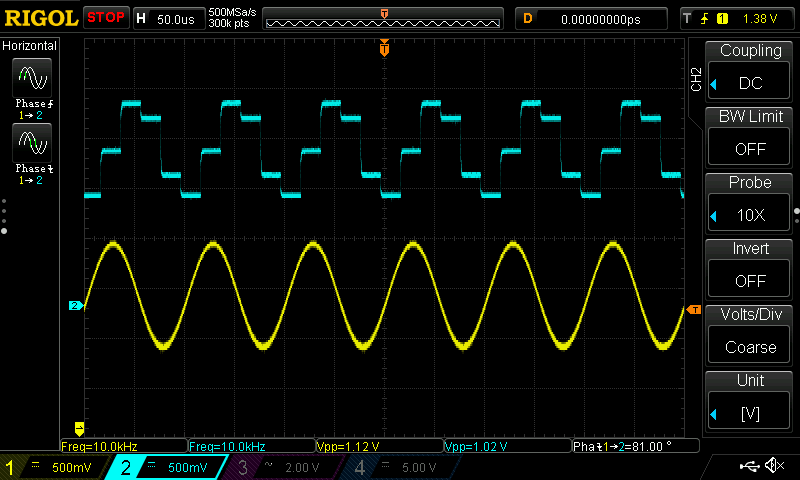 RIGOL STOP H 50.0us 500MSa/s 300k pts T D 0.00000000ps T 1 1.38 V
Horizontal
Phase
1→2
Phase
1→2
T
2
T
CH2
Coupling
DC
BW Limit
OFF
Probe
10X
Invert
OFF
Volts/Div
Coarse
Unit
[V]
Freq=10.0kHz Freq=10.0kHz Vpp=1.12 V Vpp=1.02 V Pha1→2=81.00 °
1 500mV 2 500mV 3 2.00 V 4 5.00 V